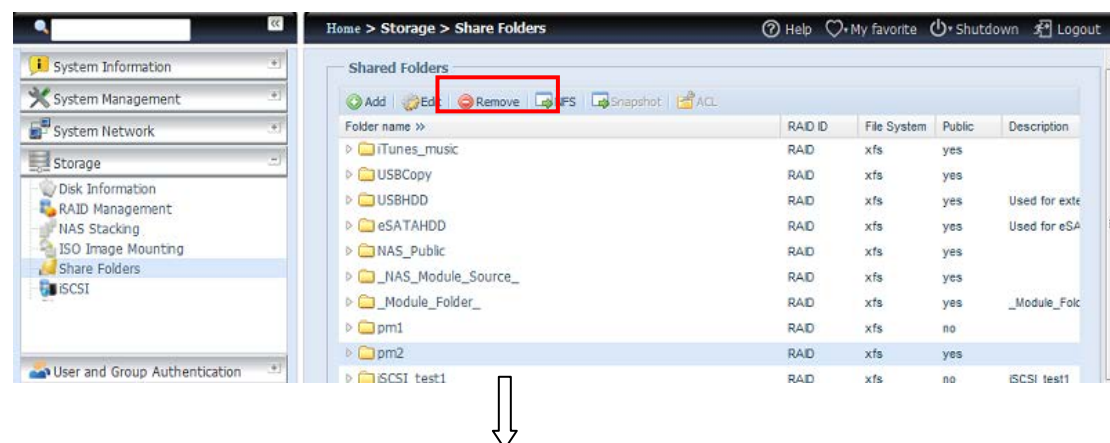 Home > Storage > Share Folders
Help My favorite Shutdown Logout
System Information
System Management
System Network
Storage
Disk Information
RAID Management
NAS Stacking
ISO Image Mounting
Share Folders
iSCSI
User and Group Authentication
Shared Folders
Add Edit Remove NFS Snapshot ACL
Folder name » RAID ID File System Public Description
iTunes_music RAID xfs yes
USBCopy RAID xfs yes
USBHDD RAID xfs yes Used for exte
eSATAHDD RAID xfs yes Used for eSA
NAS_Public RAID xfs yes
_NAS_Module_Source_ RAID xfs yes
_Module_Folder_ RAID xfs yes _Module_Fold
pm1 RAID xfs no
pm2 RAID xfs yes
iSCSI_test1 RAID xfs no iSCSI_test1